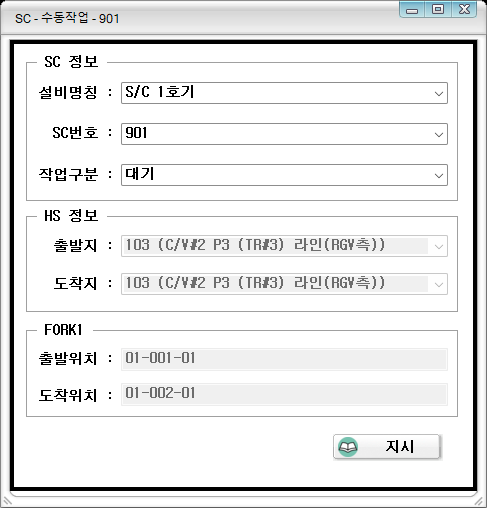 SC - 수동작업 - 901
SC 정보
설비명칭 : S/C 1호기
SC번호 : 901
작업구분 : 대기
HS 정보
출발지 : 103 (C/V#2 P3 (TR#3) 라인(RGV측))
도착지 : 103 (C/V#2 P3 (TR#3) 라인(RGV측))
FORK1
출발위치 : 01-001-01
도착위치 : 01-002-01
지시